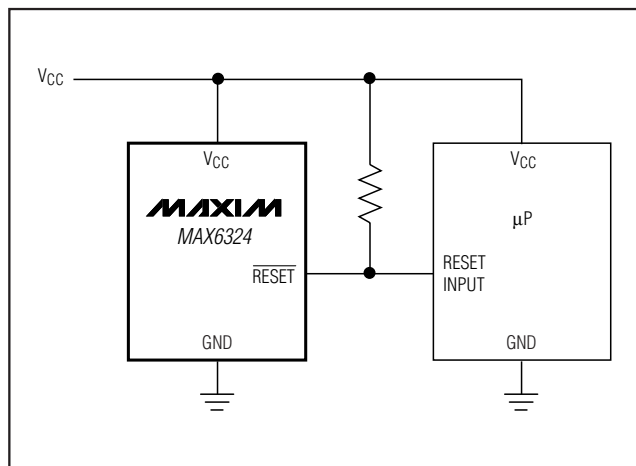 VCC
VCC
MAXIM
MAX6324
RESET
GND
VCC
μP
RESET
INPUT
GND